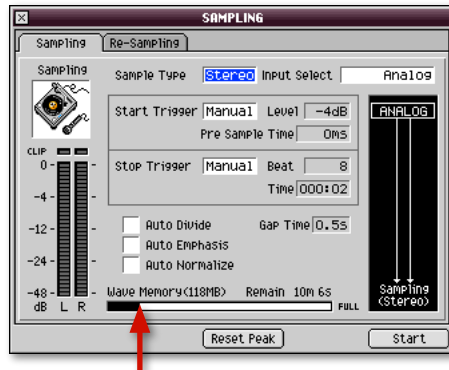 SAMPLING
Sampling Re-Sampling
Sampling
Sample Type Stereo Input Select Analog
Start Trigger Manual Level -4dB
Pre Sample Time 0ms
ANALOG
CLIP
0
-4
-12
-24
-48
dB L R
Stop Trigger Manual Beat 8
Time 000:02
Auto Divide Gap Time 0.5s
Auto Emphasis
Auto Normalize
Wave Memory(118MB) Remain 10m 6s
FULL
Sampling
(Stereo)
Reset Peak Start